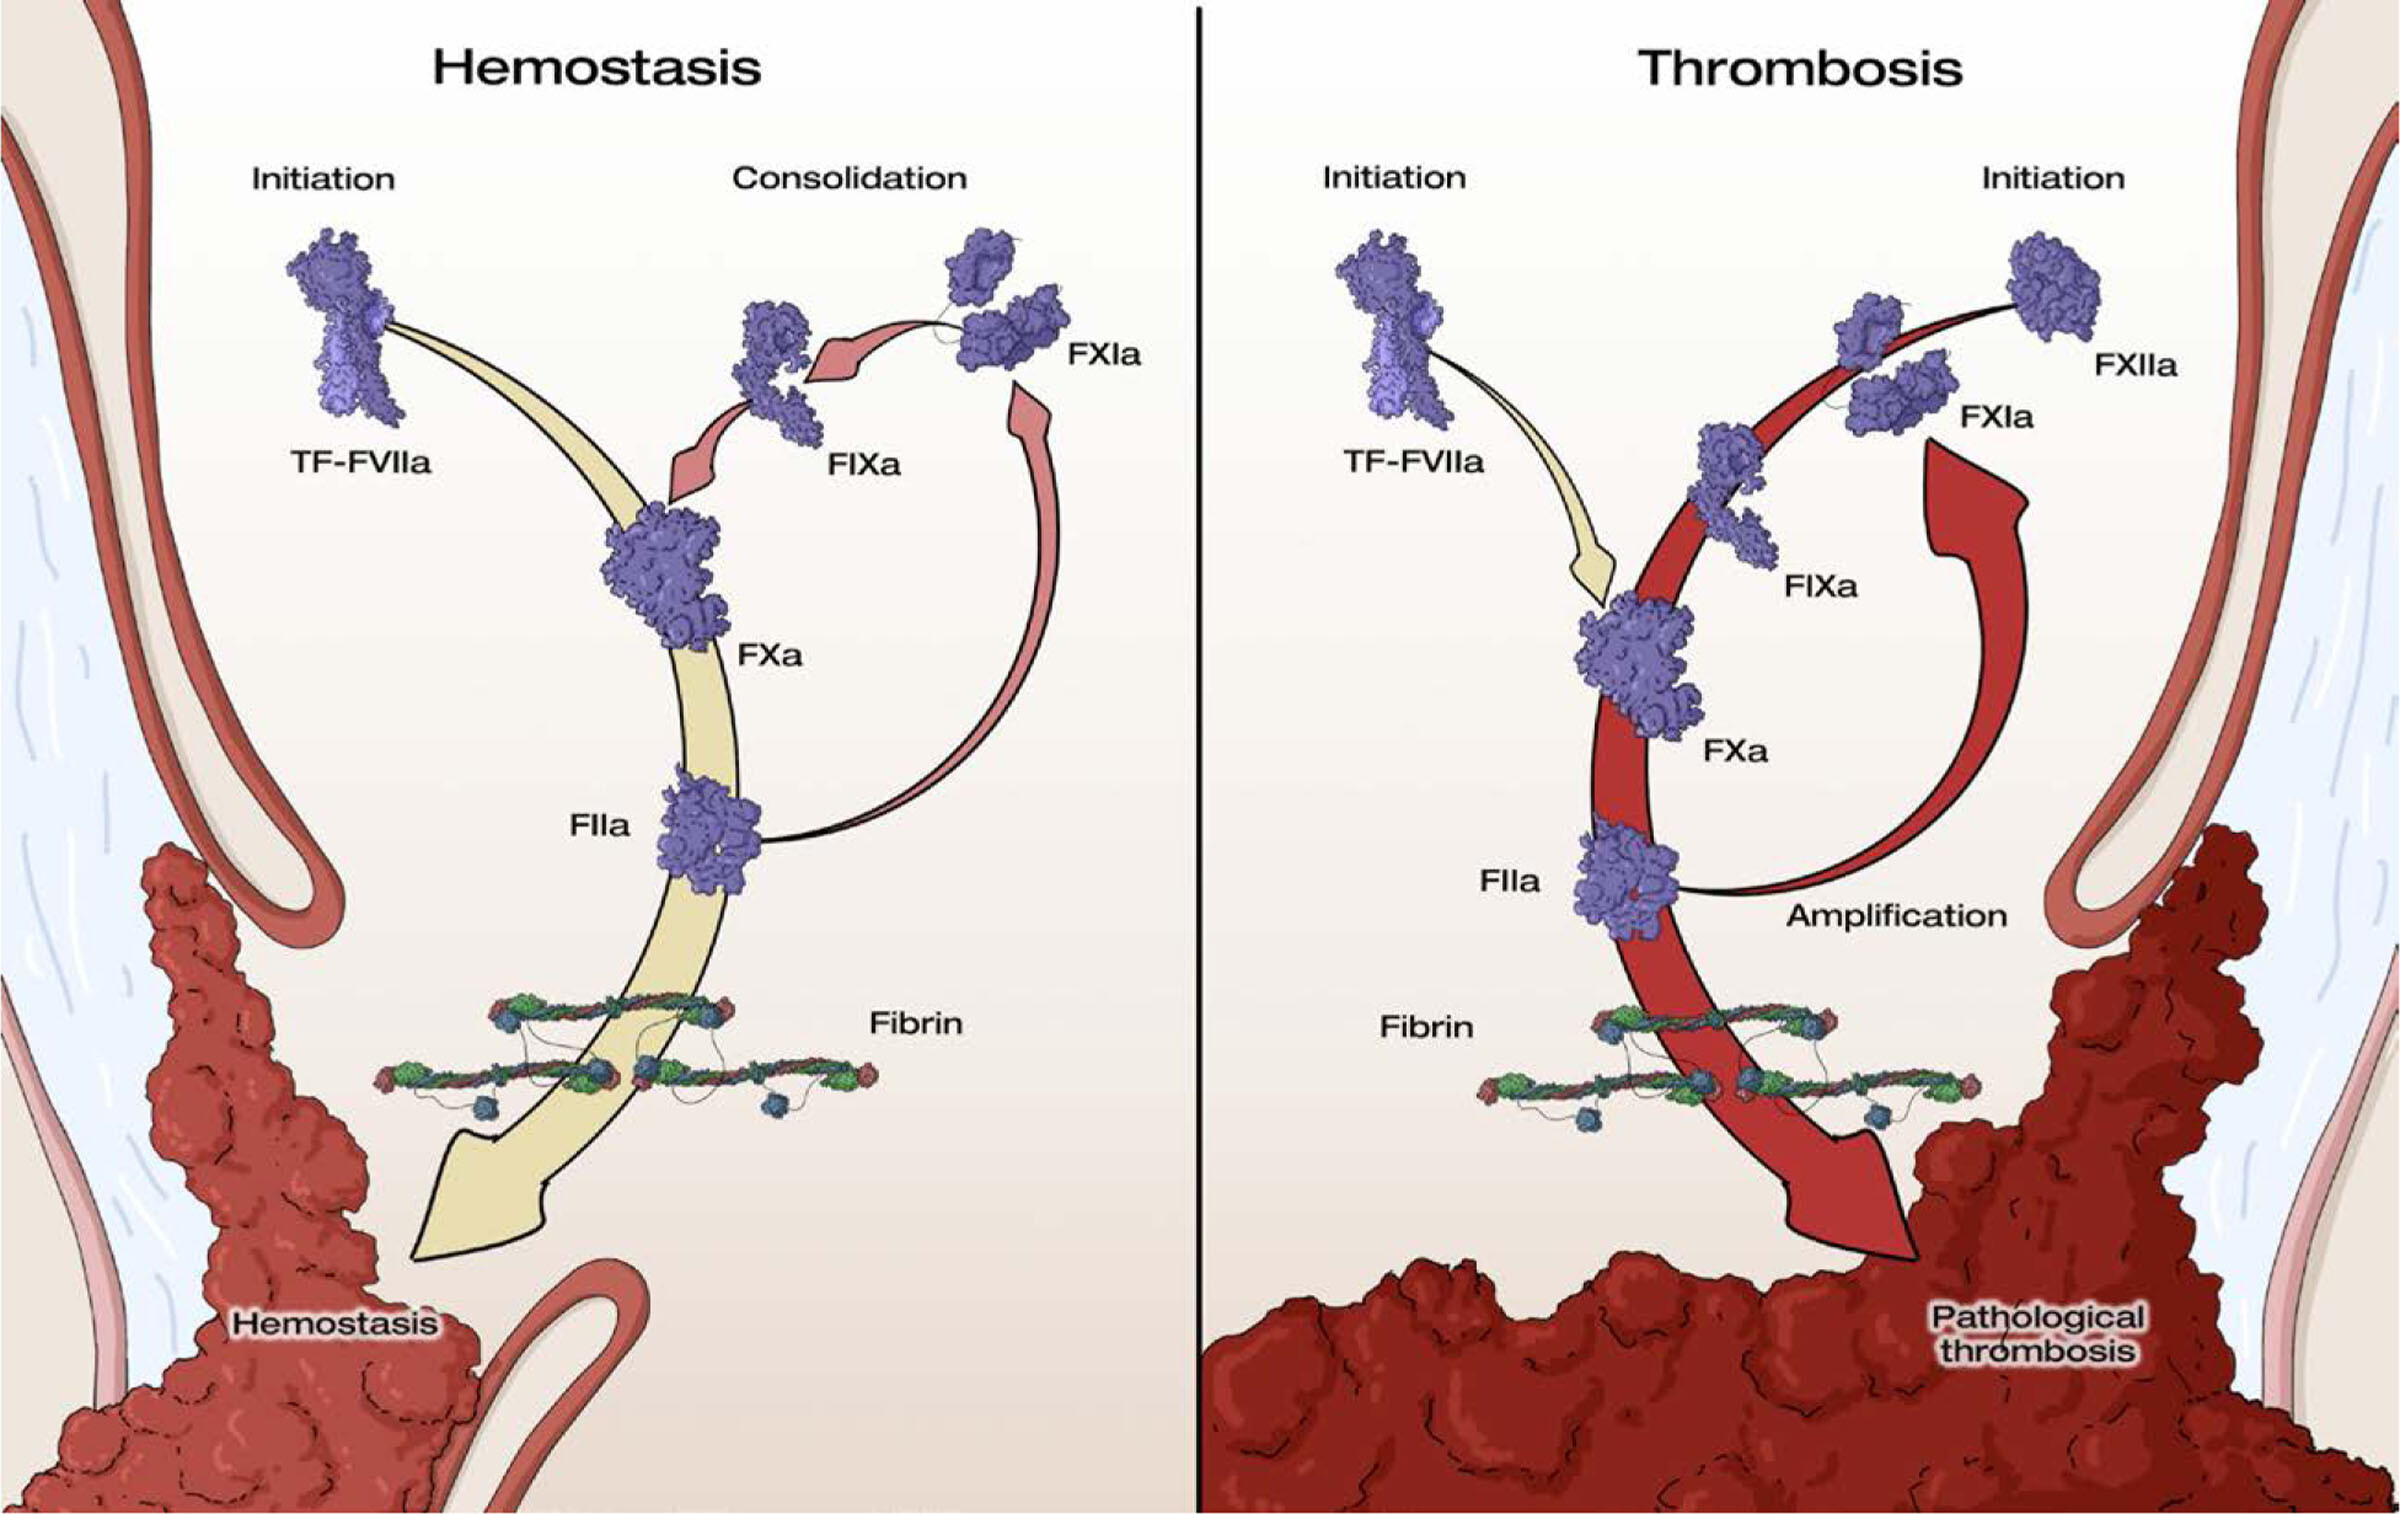 Hemostasis
Initiation
Consolidation
FXIa
TF-FVIIa
FIXa
FXa
FIIa
Fibrin
Hemostasis
Thrombosis
Initiation
Initiation
FXIIa
FXIa
TF-FVIIa
FIXa
FXa
FIIa
Amplification
Fibrin
Pathological
thrombosis